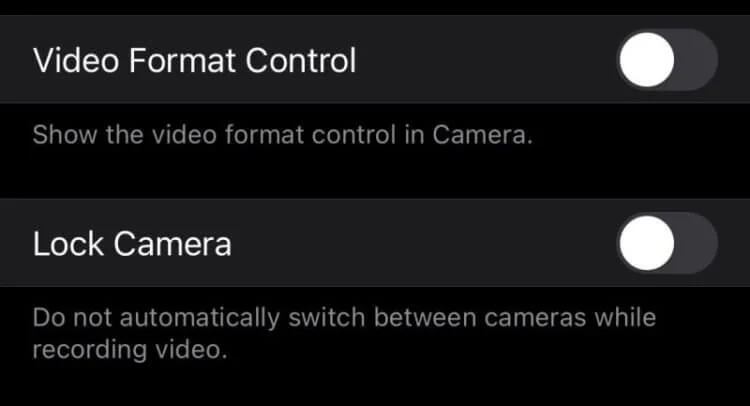 Video Format Control
Show the video format control in Camera.
Lock Camera
Do not automatically switch between cameras while
recording video.